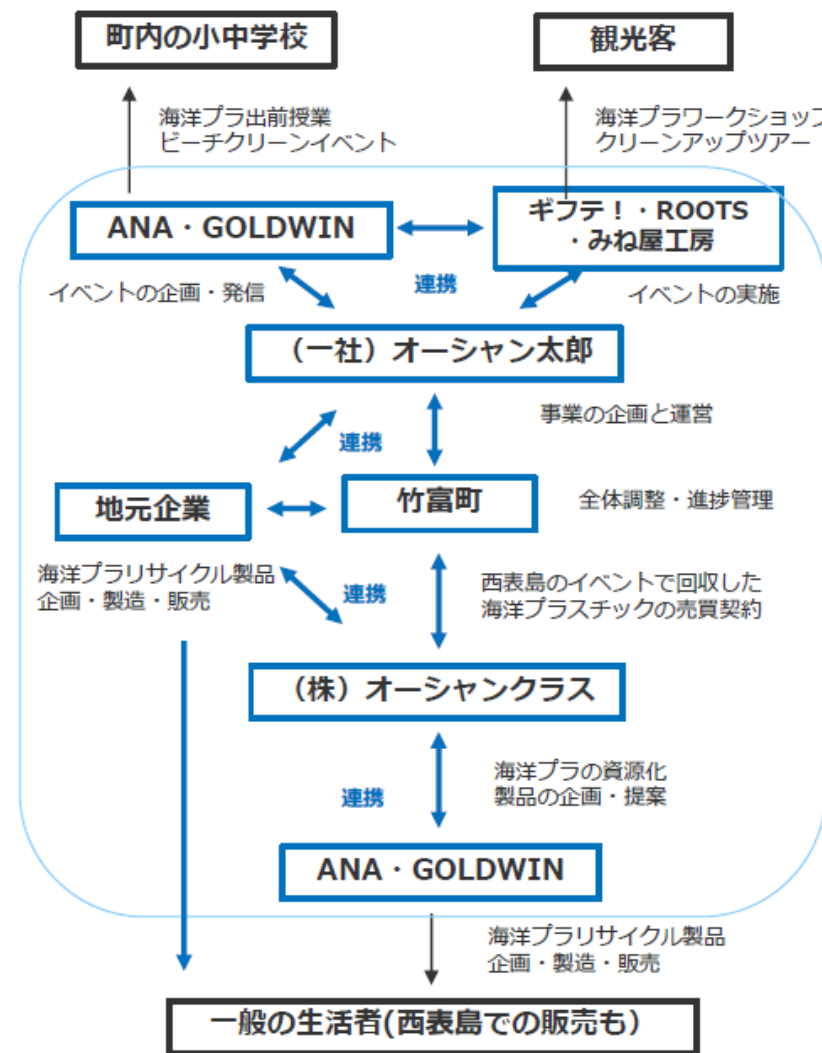 町内の小中学校
観光客
海洋プラ出前授業
ビーチクリーンイベント
海洋プラワークショップ
クリーンアップツアー
ANA・GOLDWIN
ギフテ!・ROOTS
・みね屋工房
連携
イベントの企画・発信
イベントの実施
(一社)オーシャン太郎
事業の企画と運営
連携
地元企業
竹富町
全体調整・進捗管理
海洋プラリサイクル製品
企画・製造・販売
連携
西表島のイベントで回収した
海洋プラスチックの売買契約
(株)オーシャンクラス
海洋プラの資源化
製品の企画・提案
連携
ANA・GOLDWIN
海洋プラリサイクル製品
企画・製造・販売
一般の生活者(西表島での販売も)